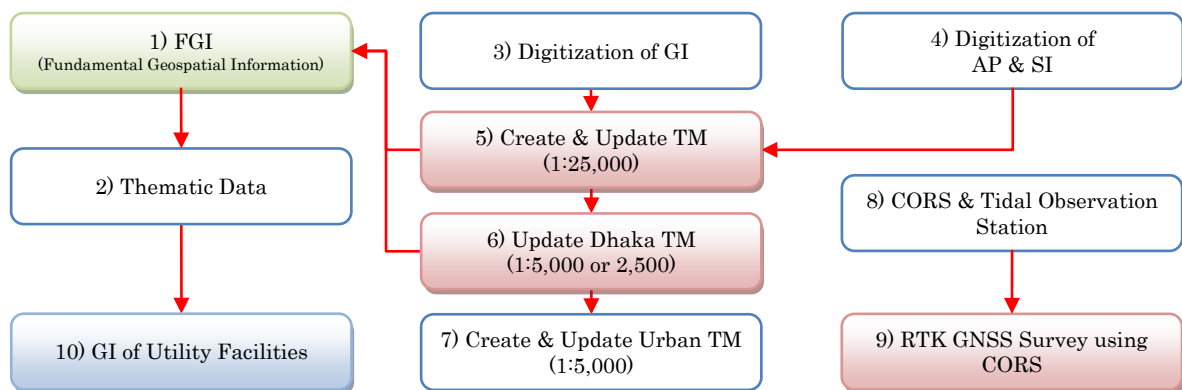 1) FGI
(Fundamental Geospatial Information)
3) Digitization of GI
4) Digitization of
AP & SI
5) Create & Update TM
(1:25,000)
2) Thematic Data
8) CORS & Tidal Observation
Station
6) Update Dhaka TM
(1:5,000 or 2,500)
10) GI of Utility Facilities
7) Create & Update Urban TM
(1:5,000)
9) RTK GNSS Survey using
CORS